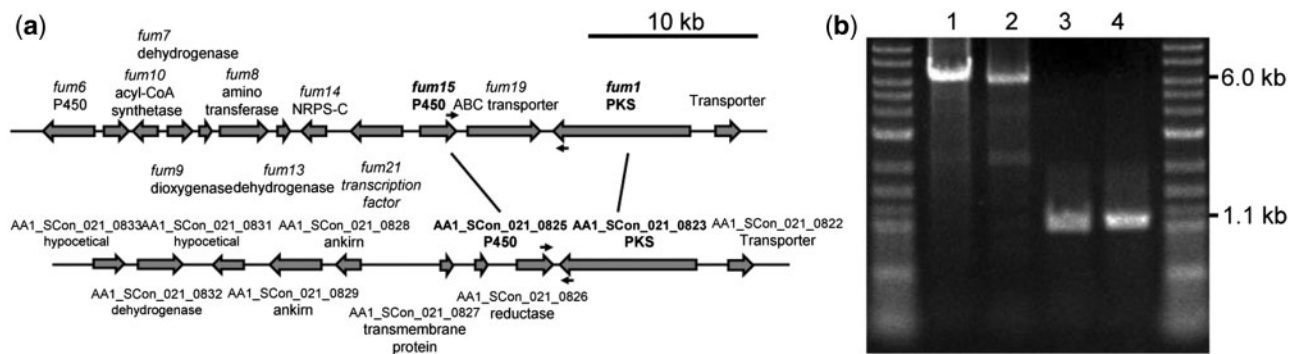 (a)
10 kb
fum7
dehydrogenase
fum6
P450
fum10
acyl-CoA
synthetase
fum8
amino
transferase
fum14
NRPS-C
fum15
P450
fum19
ABC transporter
fum1
PKS
Transporter
fum9
dioxygenase
fum13
dehydrogenase
fum21
transcription
factor
AA1_SCon_021_0833
hypocetical
AA1_SCon_021_0831
hypocetical
AA1_SCon_021_0828
ankirn
AA1_SCon_021_0825
P450
AA1_SCon_021_0823
PKS
AA1_SCon_021_0822
Transporter
AA1_SCon_021_0832
dehydrogenase
AA1_SCon_021_0829
ankirn
AA1_SCon_021_0827
transmembrane
protein
AA1_SCon_021_0826
reductase
(b)
1 2 3 4
6.0 kb
1.1 kb